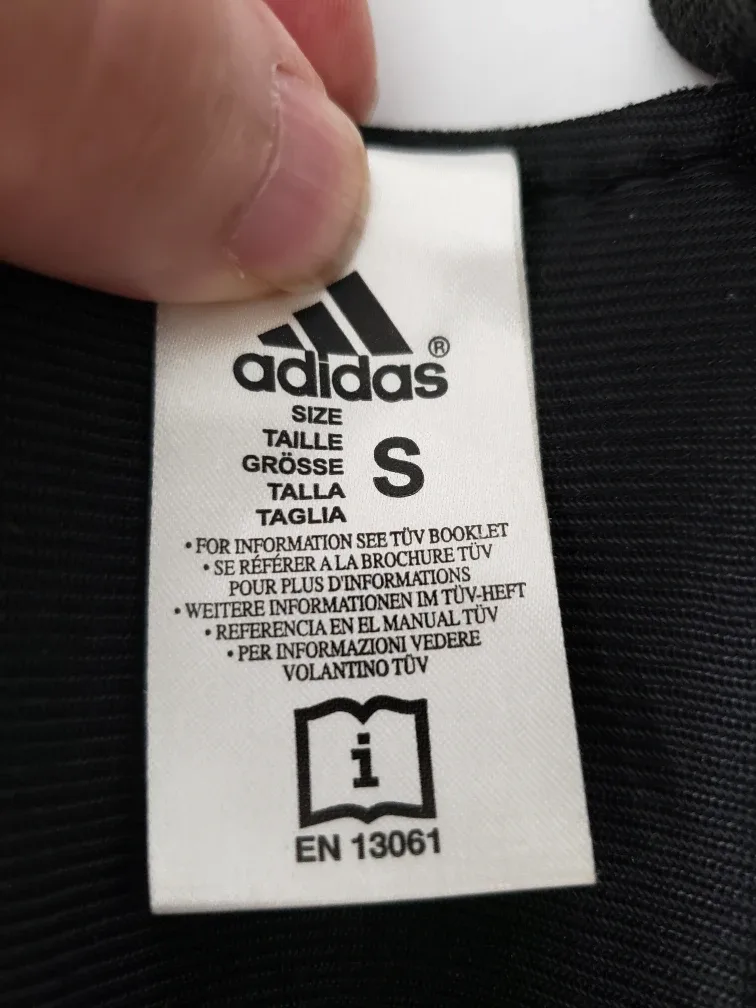 adidas®
SIZE
TAILLE
GRÖSSE
TALLA
TAGLIA
S
• FOR INFORMATION SEE TÜV BOOKLET
• SE RÉFÉRER A LA BROCHURE TÜV
POUR PLUS D'INFORMATIONS
• WEITERE INFORMATIONEN IM TÜV-HEFT
• REFERENCIA EN EL MANUAL TÜV
• PER INFORMAZIONI VEDERE
VOLANTINO TÜV
i
EN 13061